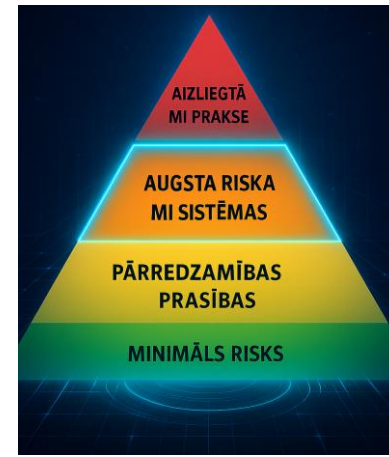 AIZLIEGTĀ
MI PRAKSE
AUGSTA RISKA
MI SISTĒMAS
PĀRREDZAMĪBAS
PRASĪBAS
MINIMĀLS RISKS